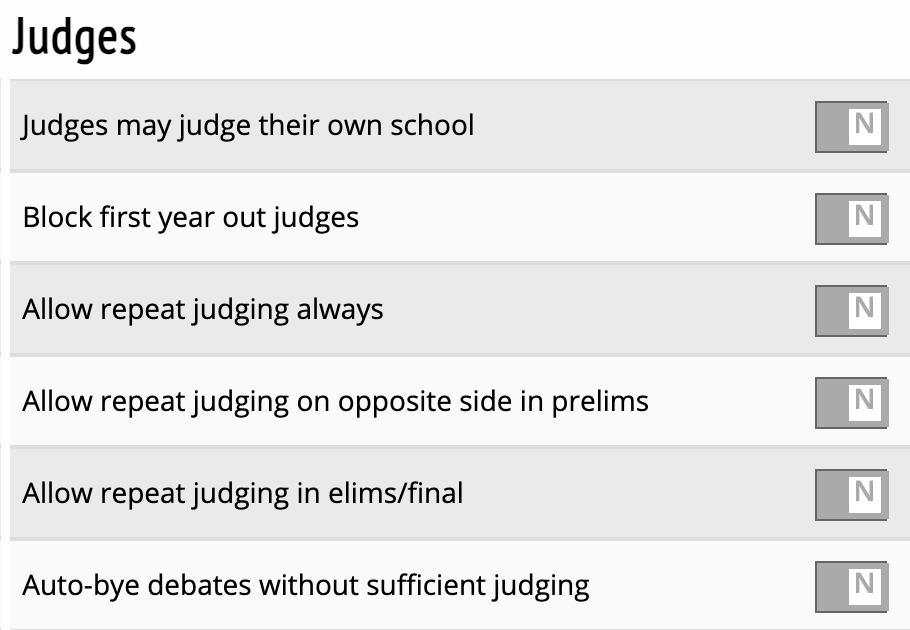 Judges
Judges may judge their own school N
Block first year out judges N
Allow repeat judging always N
Allow repeat judging on opposite side in prelims N
Allow repeat judging in elims/final N
Auto-bye debates without sufficient judging N